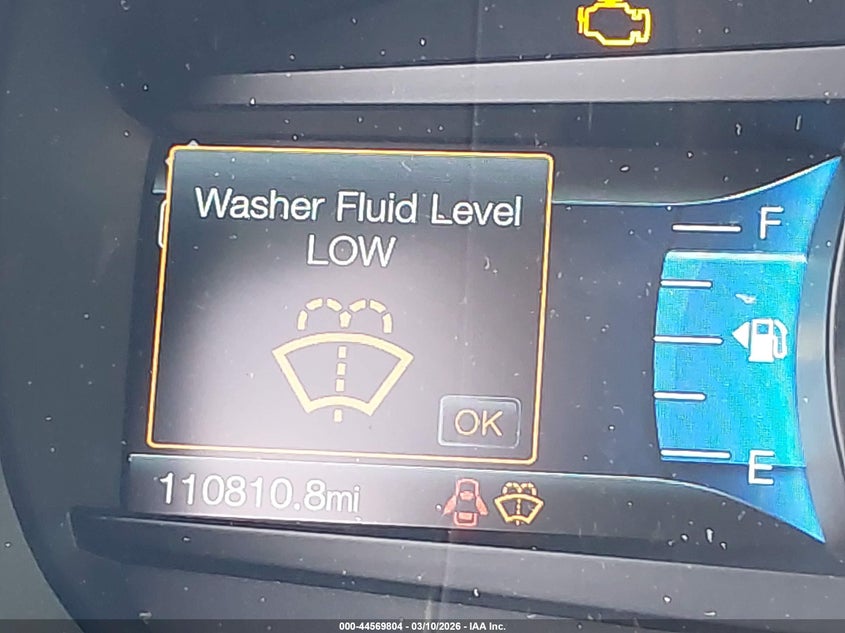 Washer Fluid Level
LOW
OK
F
E
110810.8mi
000-44569804 - 03/10/2026 - IAA Inc.